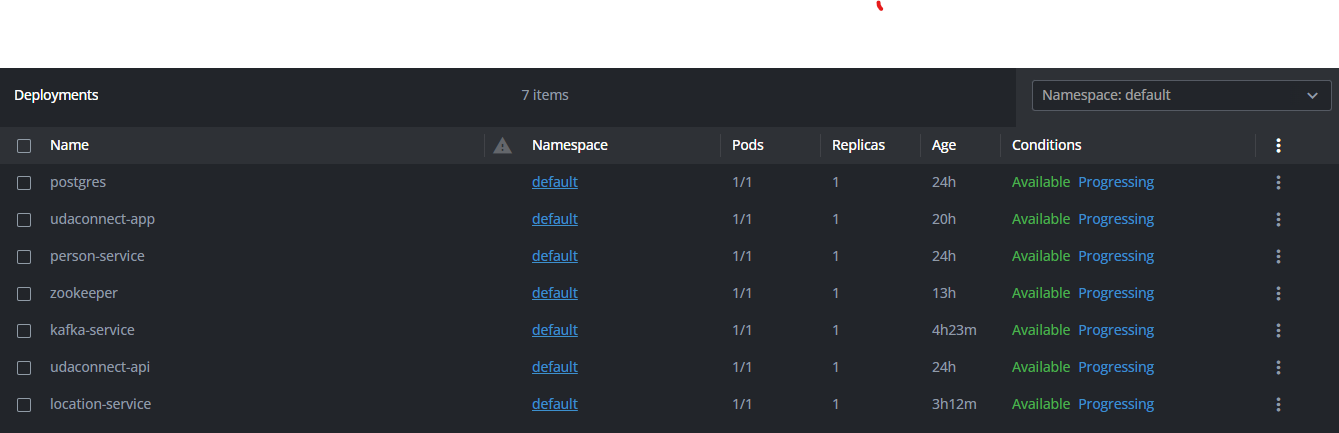 Deployments 7 items Namespace: default
Name Namespace Pods Replicas Age Conditions
postgres default 1/1 1 24h Available Progressing
udaconnect-app default 1/1 1 20h Available Progressing
person-service default 1/1 1 24h Available Progressing
zookeeper default 1/1 1 13h Available Progressing
kafka-service default 1/1 1 4h23m Available Progressing
udaconnect-api default 1/1 1 24h Available Progressing
location-service default 1/1 1 3h12m Available Progressing